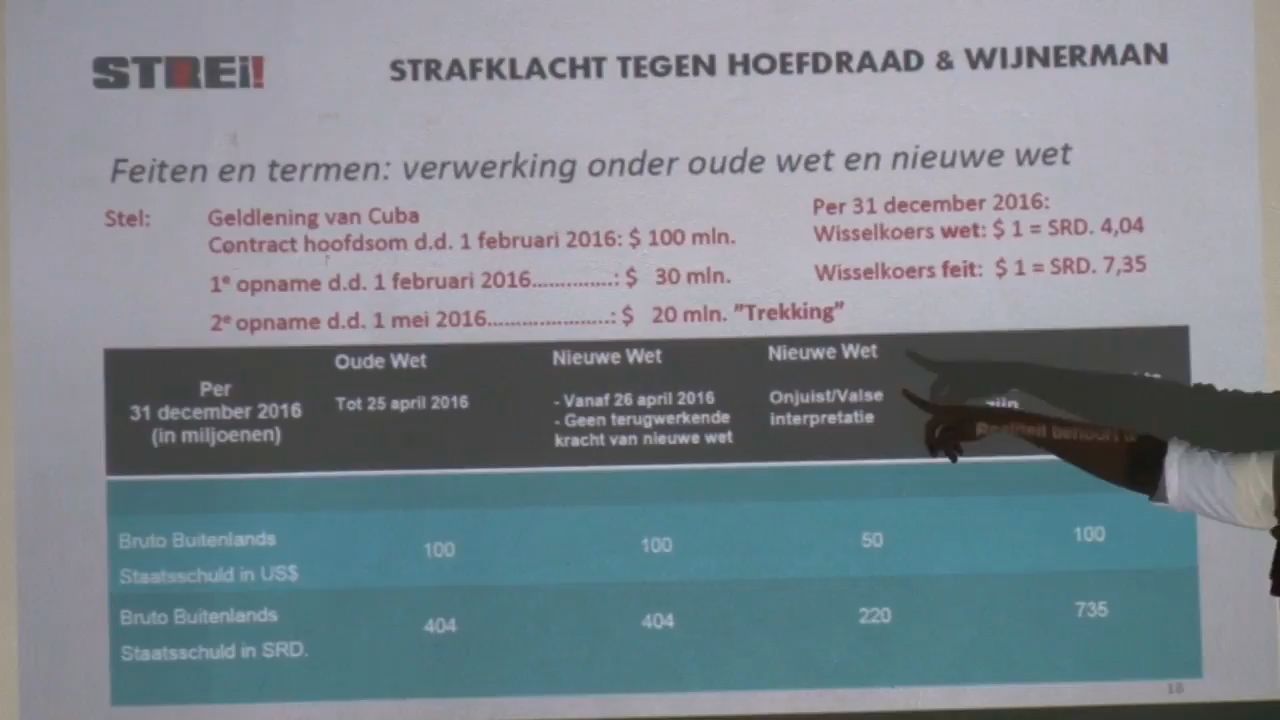 STREi!
STRAFKLACHT TEGEN HOEFDRAAD & WIJNERMAN
Feiten en termen: verwerking onder oude wet en nieuwe wet
Stel: Geldlening van Cuba
Contract hoofdsom d.d. 1 februari 2016: $ 100 mln.
1e opname d.d. 1 februari 2016..............: $ 30 mln.
2e opname d.d. 1 mei 2016.....................: $ 20 mln. "Trekking"
Per 31 december 2016:
Wisselkoers wet: $ 1 = SRD. 4,04
Wisselkoers feit: $ 1 = SRD. 7,35
Per
31 december 2016
(in miljoenen)
Oude Wet
Tot 25 april 2016
Nieuwe Wet
- Vanaf 26 april 2016
- Geen terugwerkende
kracht van nieuwe wet
Nieuwe Wet
Onjuist/Valse
interpretatie
zijn
behoort
Bruto Buitenlands
Staatsschuld in US$
100
100
50
100
Bruto Buitenlands
Staatsschuld in SRD.
404
404
220
735
18